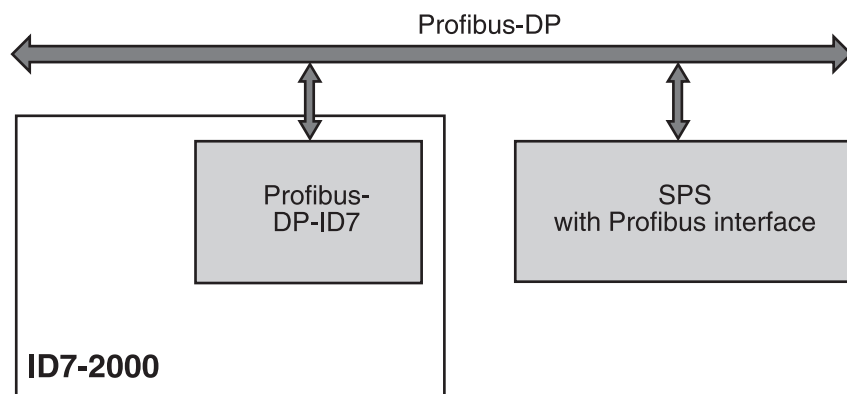 Profibus-DP
Profibus-
DP-ID7
SPS
with Profibus interface
ID7-2000